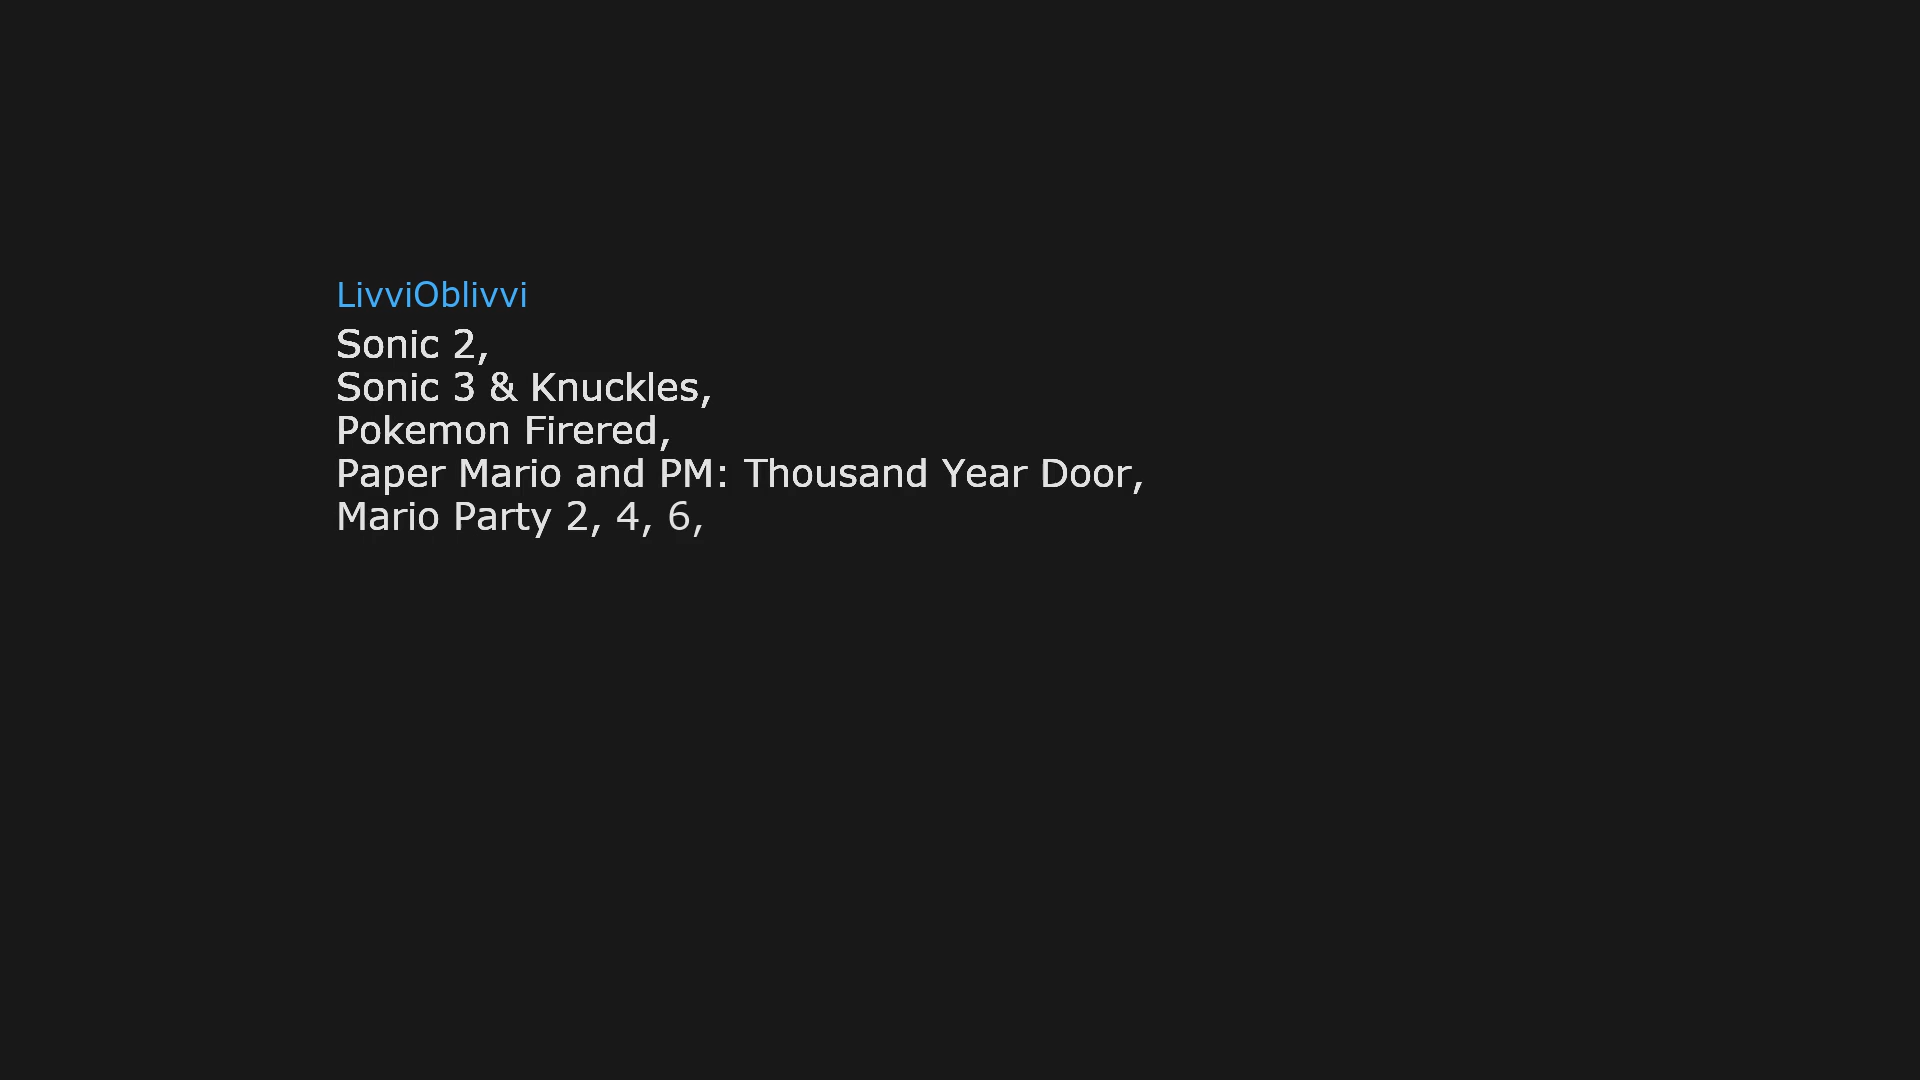 LivviOblivvi
Sonic 2,
Sonic 3 & Knuckles,
Pokemon Firered,
Paper Mario and PM: Thousand Year Door,
Mario Party 2, 4, 6,